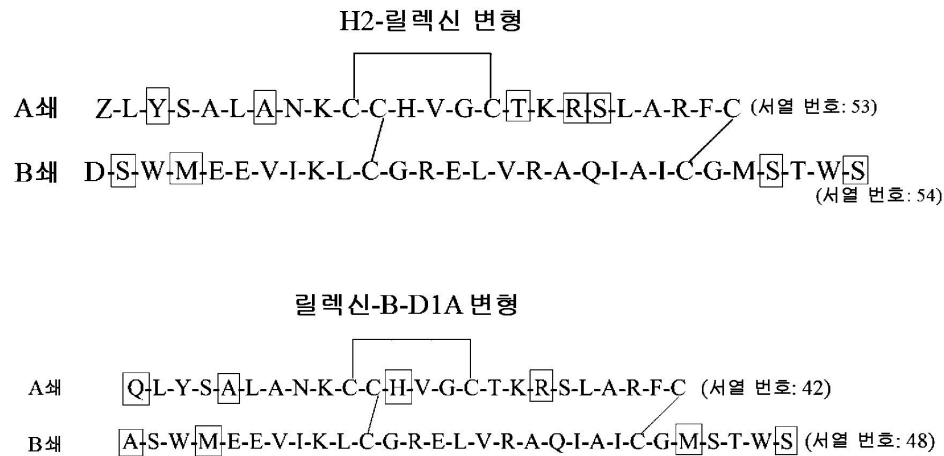 H2-릴렉신 변형
A쇄 Z-L-Y-S-A-L-A-N-K-C-C-H-V-G-C-T-K-R-S-L-A-R-F-C (서열 번호: 53)
B쇄 D-S-W-M-E-E-V-I-K-L-C-G-R-E-L-V-R-A-Q-I-A-I-C-G-M-S-T-W-S
(서열 번호: 54)
릴렉신-B-D1A 변형
A쇄 Q-L-Y-S-A-L-A-N-K-C-C-H-V-G-C-T-K-R-S-L-A-R-F-C (서열 번호: 42)
B쇄 A-S-W-M-E-E-V-I-K-L-C-G-R-E-L-V-R-A-Q-I-A-I-C-G-M-S-T-W-S (서열 번호: 48)